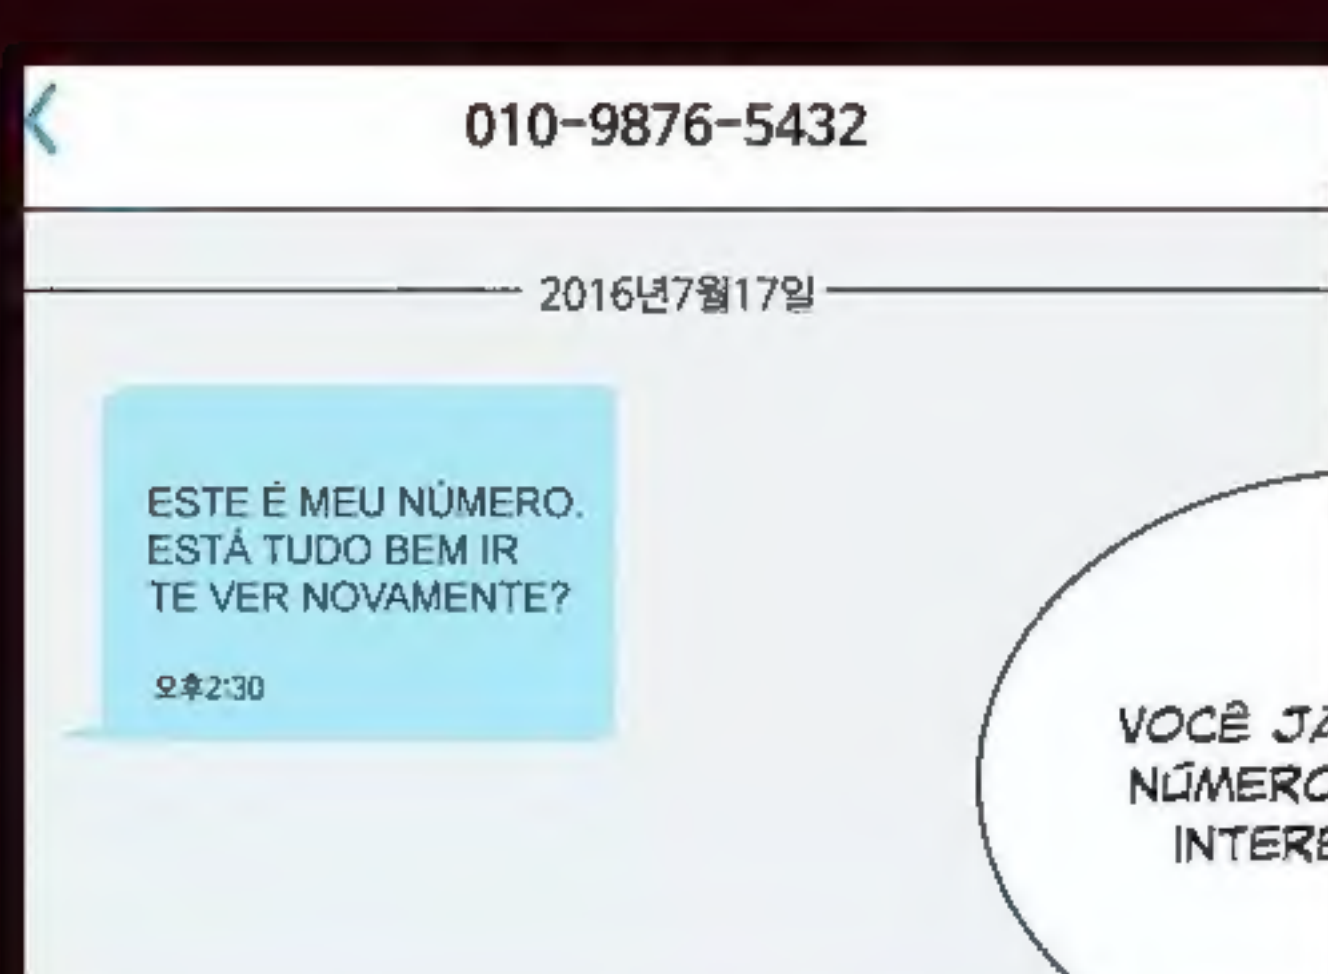 010-9876-5432
2016년7월17일
ESTE É MEU NÚMERO.
ESTÁ TUDO BEM IR
TE VER NOVAMENTE?
오후2:30
VOCÊ